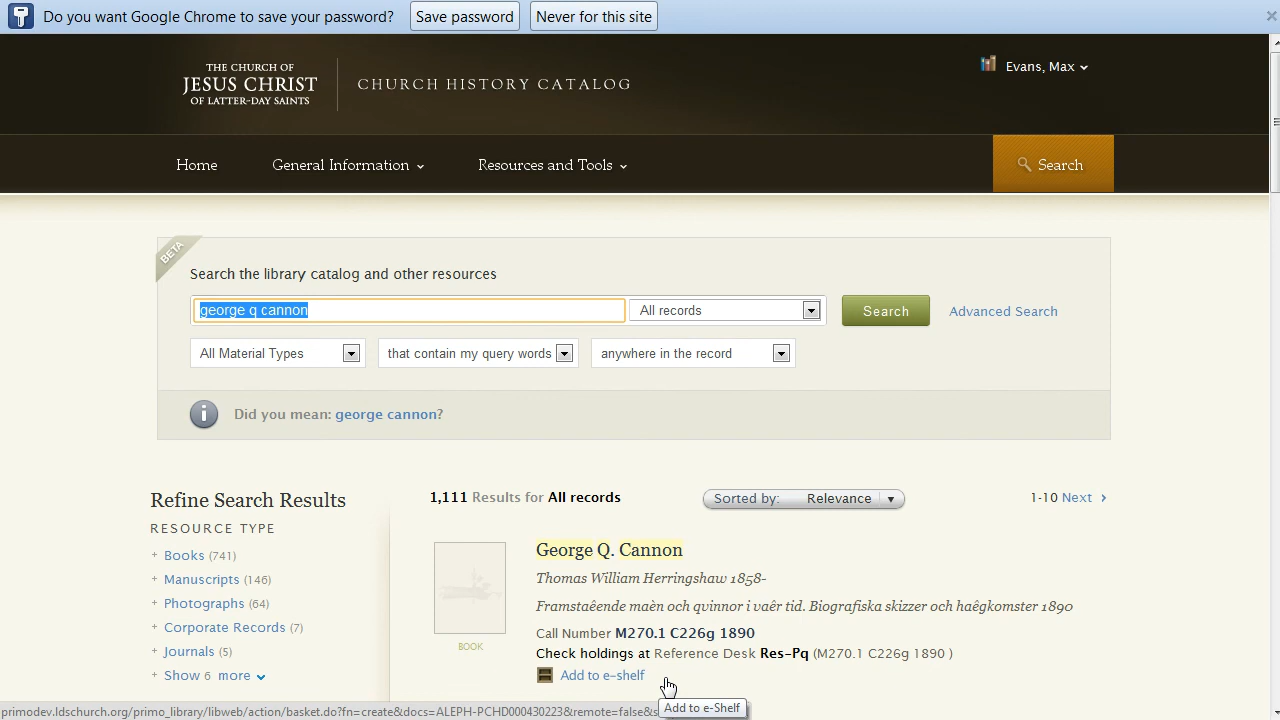 Do you want Google Chrome to save your password? Save password Never for this site
THE CHURCH OF
JESUS CHRIST
OF LATTER-DAY SAINTS
CHURCH HISTORY CATALOG
Evans, Max
Home General Information Resources and Tools Search
BETA
Search the library catalog and other resources
george q cannon All records Search Advanced Search
All Material Types that contain my query words anywhere in the record
i Did you mean: george cannon?
Refine Search Results
RESOURCE TYPE
+ Books (741)
+ Manuscripts (146)
+ Photographs (64)
+ Corporate Records (7)
+ Journals (5)
+ Show 6 more
1,111 Results for All records Sorted by: Relevance 1-10 Next ›
George Q. Cannon
Thomas William Herringshaw 1858-
Framstaêende maèn och qvinnor i vaêr tid. Biografiska skizzer och haêgkomster 1890
Call Number M270.1 C226g 1890
Check holdings at Reference Desk Res-Pq (M270.1 C226g 1890 )
BOOK
Add to e-shelf
Add to e-Shelf
primodev.ldschurch.org/primo_library/libweb/action/basket.do?fn=create&docs=ALEPH-PCHD000430223&remote=false&s